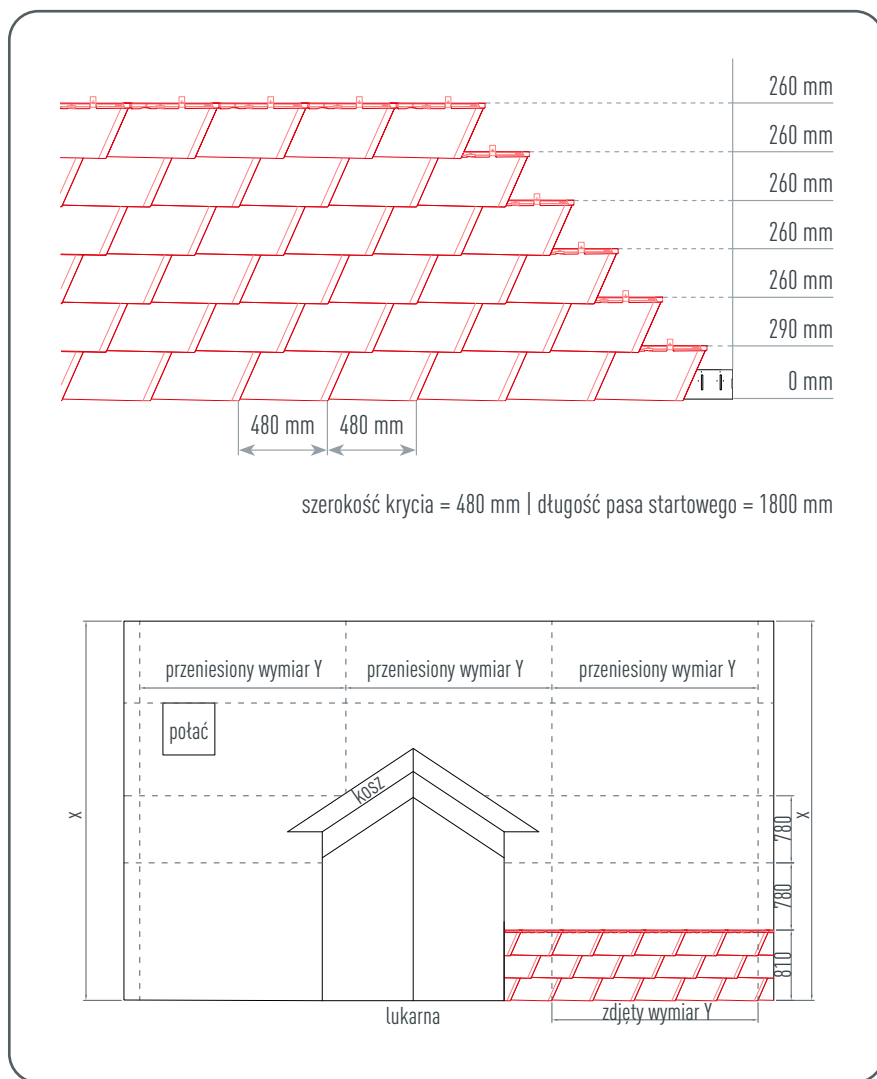 260 mm
260 mm
260 mm
260 mm
260 mm
290 mm
0 mm
480 mm 480 mm
szerokość krycia = 480 mm | długość pasa startowego = 1800 mm
przeniesiony wymiar Y przeniesiony wymiar Y przeniesiony wymiar Y
połać
kosz
X
X
780
780
810
lukarna
zdjęty wymiar Y